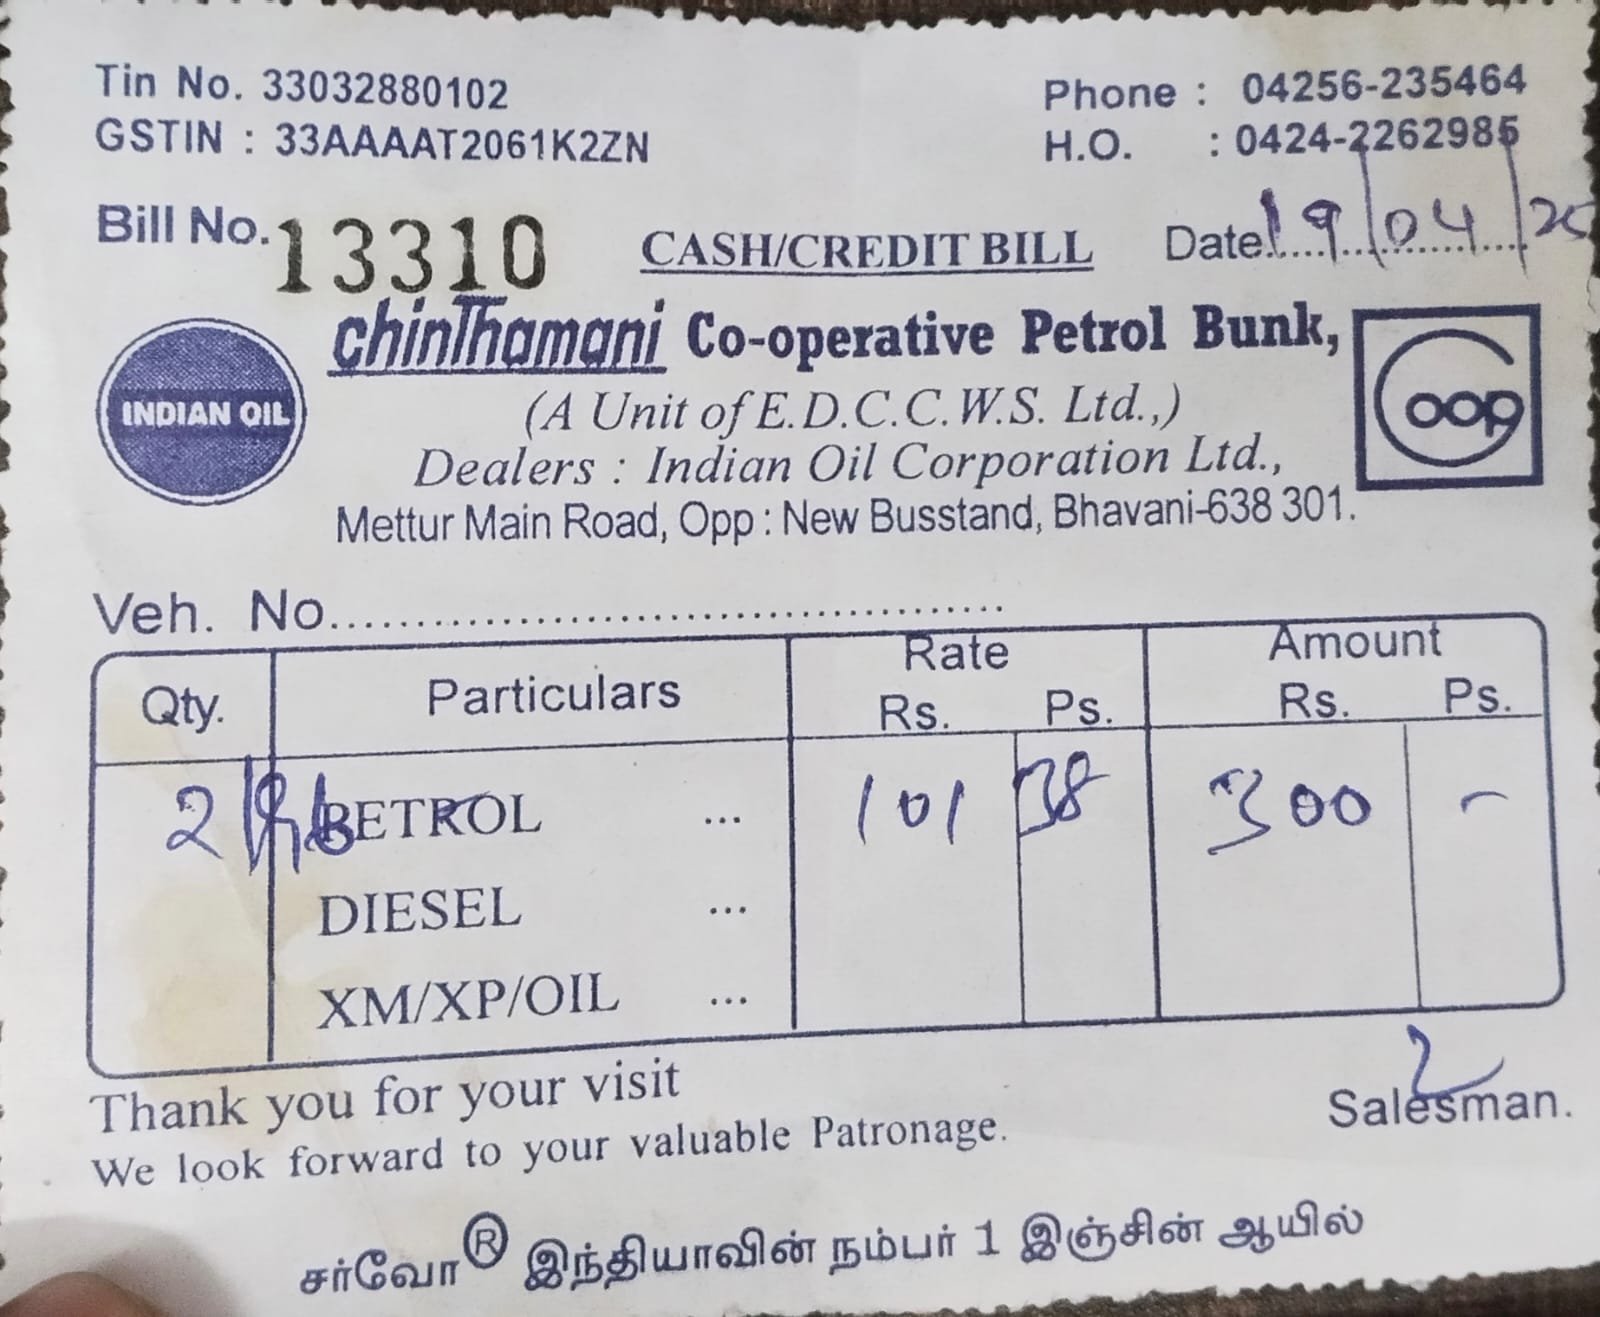 Tin No. 33032880102
Phone : 04256-235464
GSTIN : 33AAAAT2061K2ZN
H.O. : 0424-2262985
Bill No. 13310
CASH/CREDIT BILL
Date 19/04/25
INDIAN OIL
chinThamani Co-operative Petrol Bunk,
Coop
(A Unit of E.D.C.C.W.S. Ltd.,)
Dealers : Indian Oil Corporation Ltd.,
Mettur Main Road, Opp : New Busstand, Bhavani-638 301.
Veh. No........................................
Qty. Particulars Rate Rs. Ps. Amount Rs. Ps.
2 PETROL ... 101 38 300 -
DIESEL ...
XM/XP/OIL ...
Thank you for your visit
Salesman.
We look forward to your valuable Patronage.
சர்வோ® இந்தியாவின் நம்பர் 1 இஞ்சின் ஆயில்